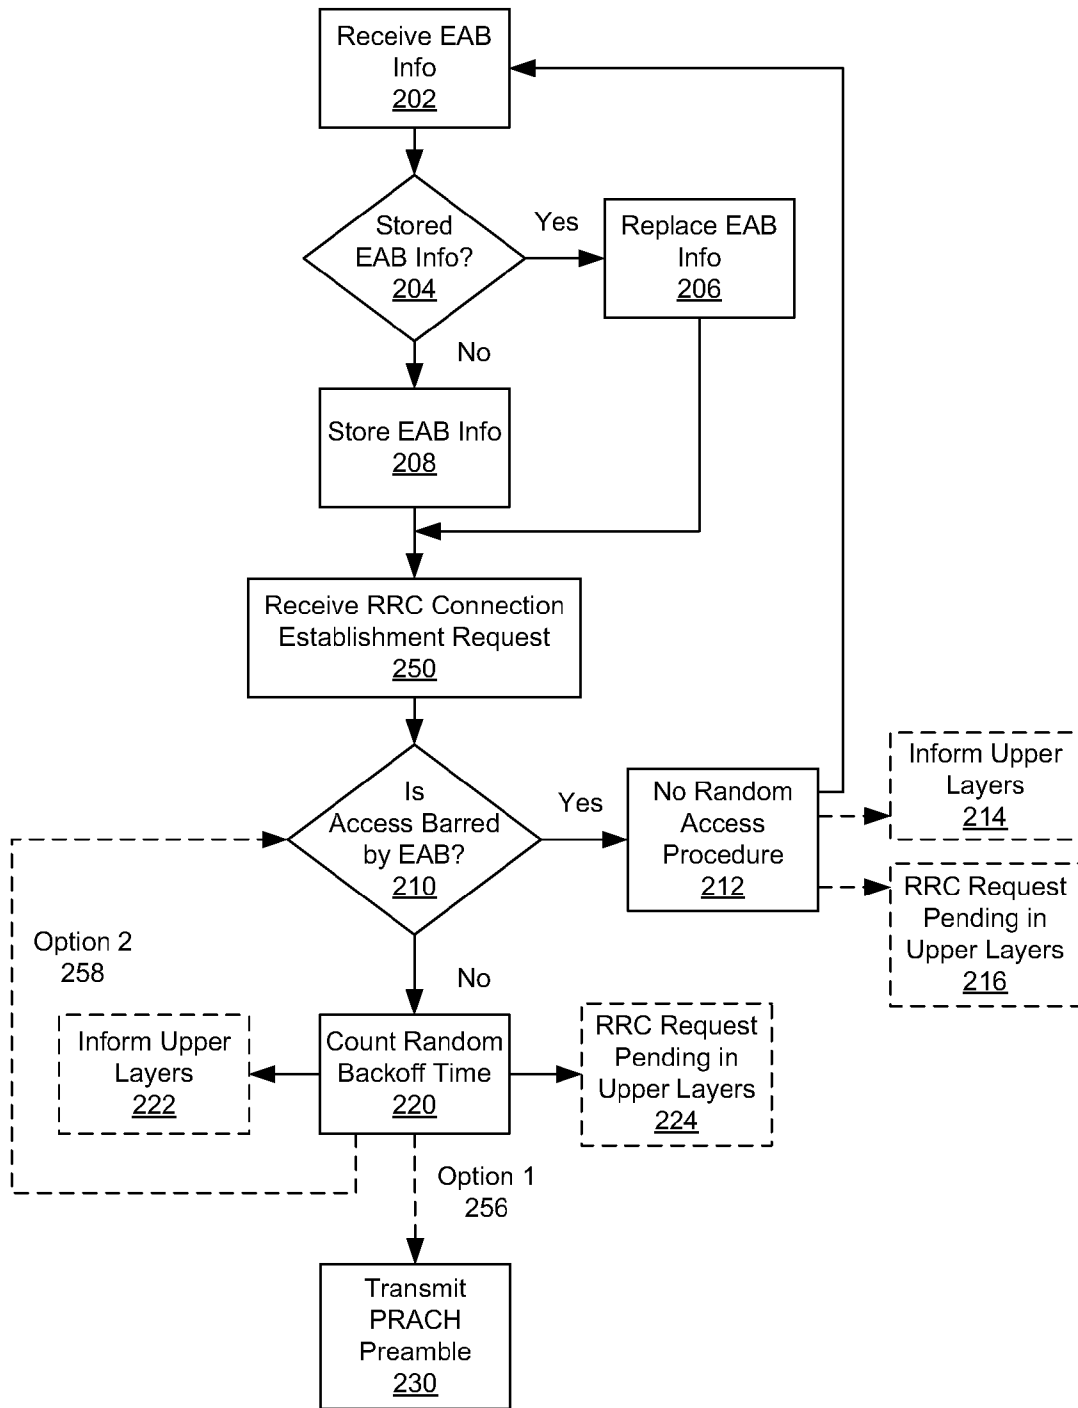 Receive EAB
Info
202
Stored
EAB Info?
204
Yes
Replace EAB
Info
206
No
Store EAB Info
208
Receive RRC Connection
Establishment Request
250
Is
Access Barred
by EAB?
210
Yes
No Random
Access
Procedure
212
Inform Upper
Layers
214
RRC Request
Pending in
Upper Layers
216
Option 2
258
No
Inform Upper
Layers
222
Count Random
Backoff Time
220
RRC Request
Pending in
Upper Layers
224
Option 1
256
Transmit
PRACH
Preamble
230